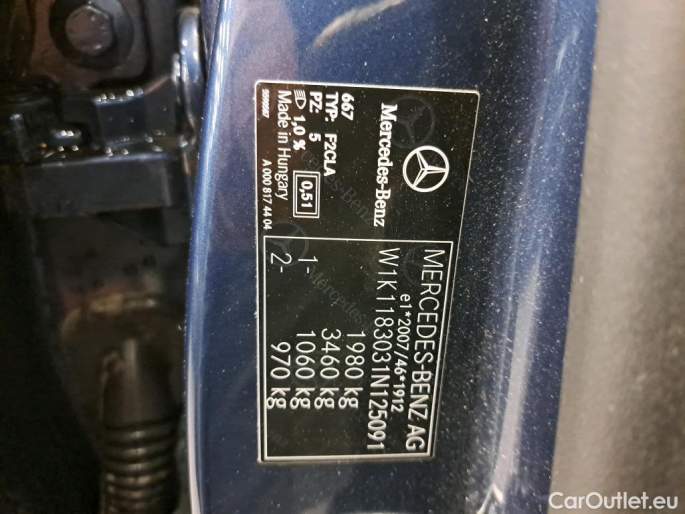 MERCEDES-BENZ AG
e1*2007/46*1912
W1K1183031N125091
1980 kg
3460 kg
1- 1060 kg
2- 970 kg
Mercedes-Benz
667
TYP: F2CLA
PZ: 5
1,0 % 0,51
Made in Hungary
A 000 817 44 04
CarOutlet.eu